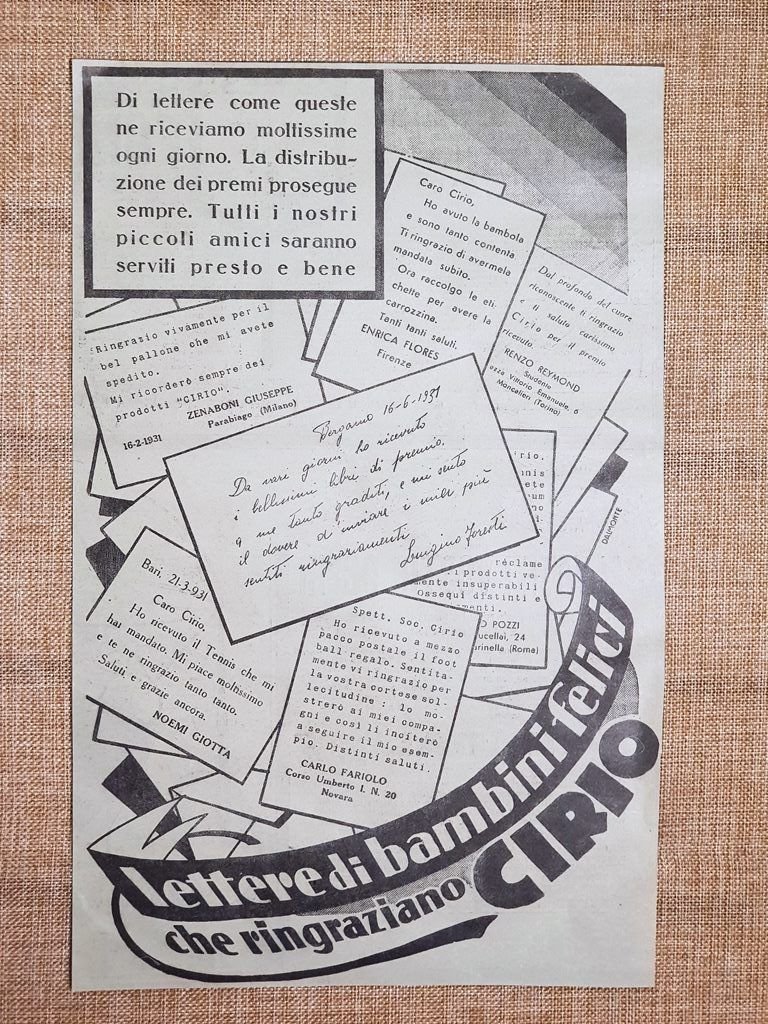 Di lettere come queste
ne riceviamo moltissime
ogni giorno. La distribu-
zione dei premi prosegue
sempre. Tutti i nostri
piccoli amici saranno
serviti presto e bene
Caro Cirio,
Ho avuto la bambola
e sono tanto contenta
Ti ringrazio di avermela
mandata subito.
Ora raccolgo le eti-
chette per avere la
carrozzina.
Tanti tanti saluti.
ENRICA FLORES
Firenze
Dal profondo del cuore
riconoscente ti ringrazio
e ti saluto carissimo
Cirio per il premio
ricevuto.
RENZO REYMOND
Studente
Vittorio Emanuele, 6
Moncalieri (Torino)
Ringrazio vivamente per il
bel pallone che mi avete
spedito.
Mi ricorderò sempre dei
prodotti "CIRIO".
ZENABONI GIUSEPPE
16-2-1931 Parabiago (Milano)
Bergamo 16-6-1931
Da vari giorni ho ricevuto
i bellissimi libri di premio.
a me tanto graditi, e mi sento
il dovere d'inviare i miei più
sentiti ringraziamenti
Luigino Foresti
réclame
i prodotti ve-
mente insuperabili
Ossequi distinti e
menti.
O POZZI
ucellai, 24
arinella (Roma)
DALMONTE
Bari. 21-3-931
Caro Cirio,
Ho ricevuto il Tennis che mi
hai mandato. Mi piace moltissimo
e te ne ringrazio tanto tanto.
Saluti e grazie ancora.
NOEMI GIOTTA
Spett. Soc. Cirio
Ho ricevuto a mezzo
pacco postale il foot
ball regalo. Sentita-
mente vi ringrazio per
la vostra cortese sol-
lecitudine: lo mo-
strerò ai miei compa-
gni e così li inciterò
a seguire il mio esem-
pio. Distinti saluti.
CARLO FARIOLO
Corso Umberto I. N. 20
Novara
lettere di bambini felici
che ringraziano CIRIO